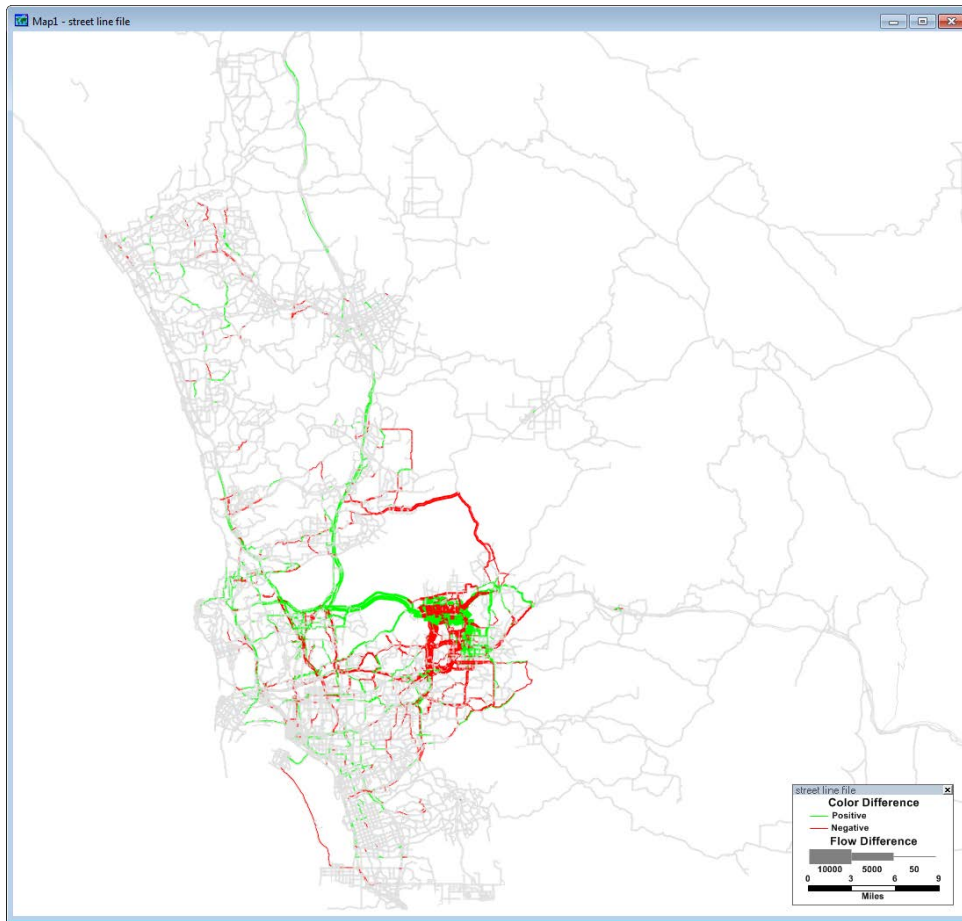 Map1 - street line file
street line file
Color Difference
Positive
Negative
Flow Difference
10000 5000 50
0 3 6 9
Miles